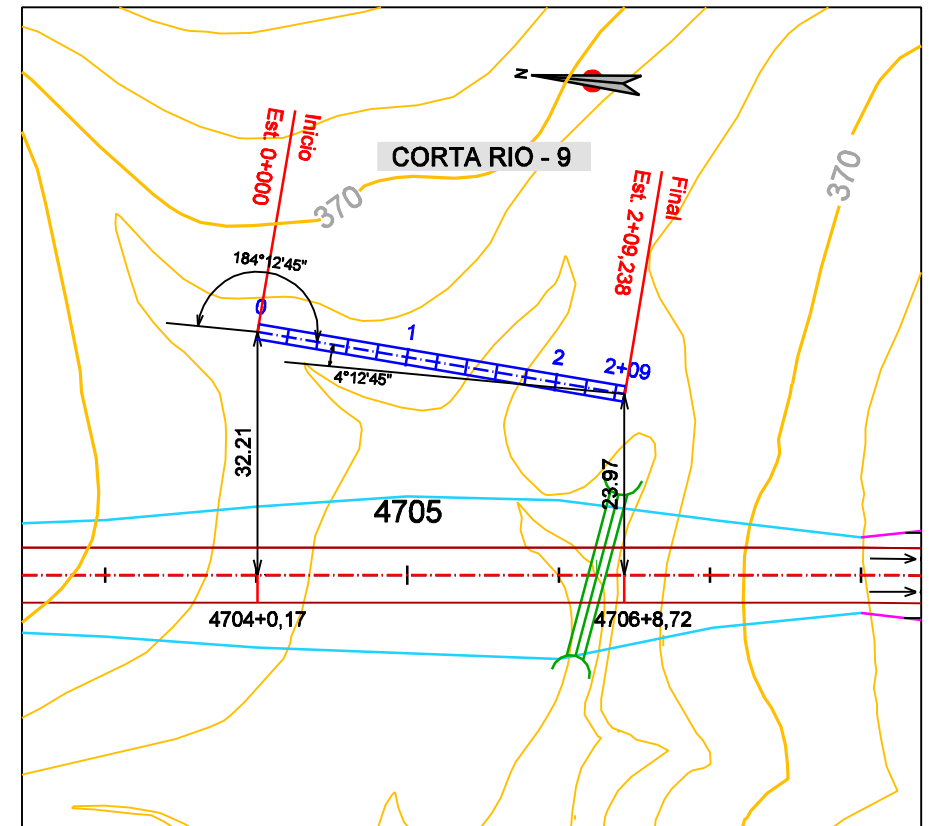 N
Inicio
Est. 0+000
CORTA RIO - 9
370
370
Final
Est. 2+09,238
184°12'45"
0
1
2
2+09
4°12'45"
32.21
23.97
4705
4704+0,17
4706+8,72